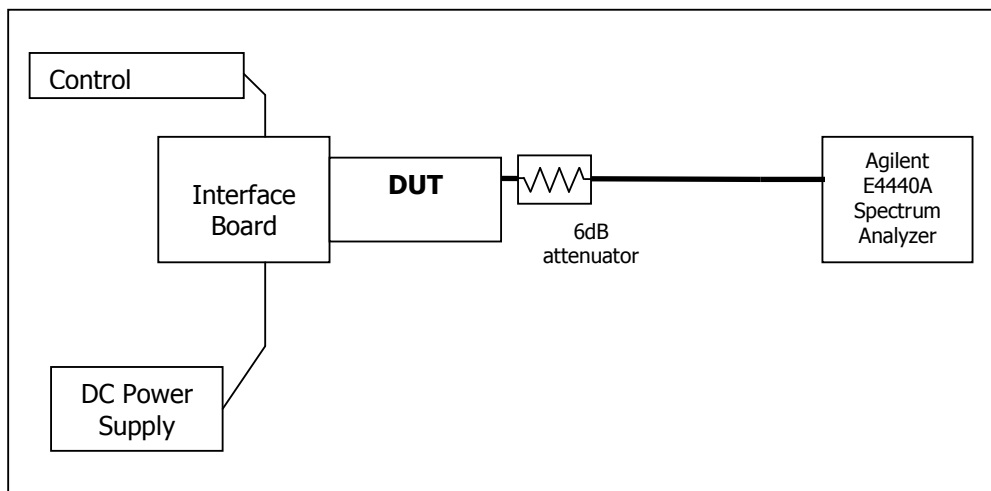 Control
Interface
Board
DUT
6dB
attenuator
Agilent
E4440A
Spectrum
Analyzer
DC Power
Supply